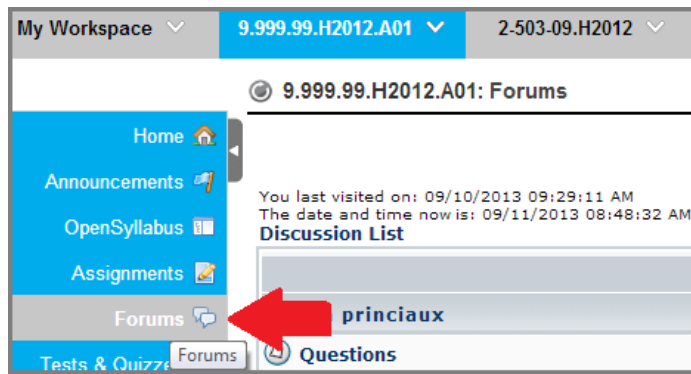 My Workspace
9.999.99.H2012.A01
2-503-09.H2012
9.999.99.H2012.A01: Forums
Home
Announcements
OpenSyllabus
Assignments
Forums
Tests &
Forums
You last visited on: 09/10/2013 09:29:11 AM
The date and time now is: 09/11/2013 08:48:32 AM
Discussion List
princiaux
Questions